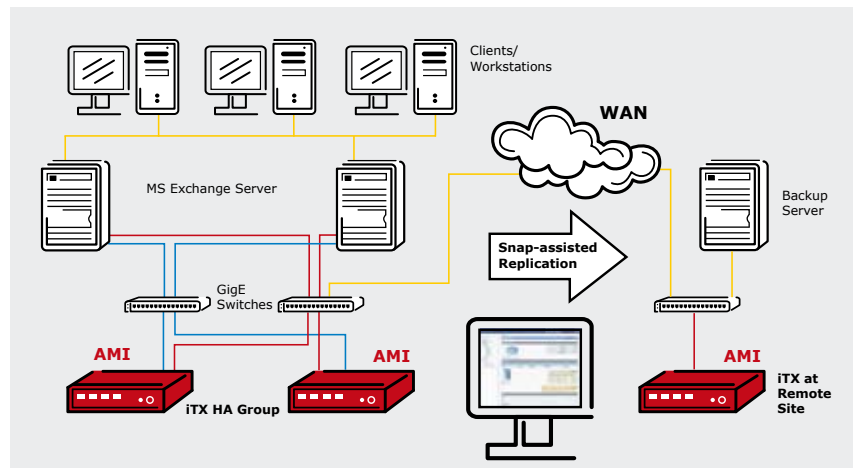 Clients/
Workstations
WAN
MS Exchange Server
Backup
Server
Snap-assisted
Replication
GigE
Switches
AMI
AMI
AMI
iTX HA Group
iTX at
Remote
Site